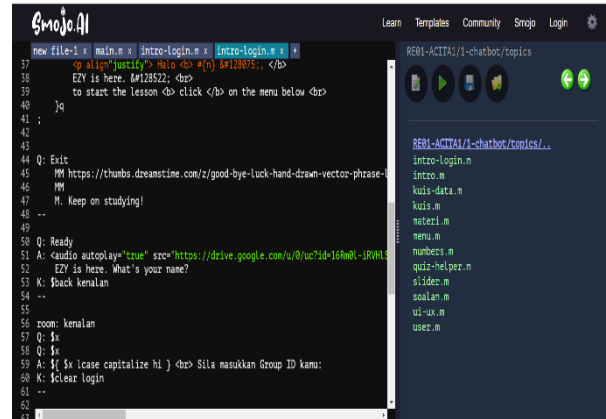 Smojo.AI
Learn Templates Community Smojo Login
new file-1 x main.m x intro-login.m x intro-login.m x +
RE01-ACITA1/1-chatbot/topics
37 <p align"justify"> Halo <b> #{n} &#128075;, </b>
38 EZY is here. &#128522; <br>
39 to start the lesson <b> click </b> on the menu below <br>
40 }q
41 ;
42
43
44 Q: Exit
45 MM https://thumbs.dreamstime.com/z/good-bye-luck-hand-drawn-vector-phrase-l
46 MM
47 M. Keep on studying!
48 --
49
50 Q: Ready
51 A: <audio autoplay="true" src="https://drive.google.com/u/0/uc?id=16Rm0l-iRVHLS
52 EZY is here. What's your name?
53 K: $back kenalan
54 --
55
56 room: kenalan
57 Q: $x
58 Q: $x
59 A: ${ $x lcase capitalize hi } <br> Sila masukkan Group ID kamu:
60 K: $clear login
61 --
62
63
RE01-ACITA1/1-chatbot/topics/..
intro-login.m
intro.m
kuis-data.m
kuis.m
materi.m
menu.m
numbers.m
quiz-helper.m
slider.m
soalan.m
ui-ux.m
user.m